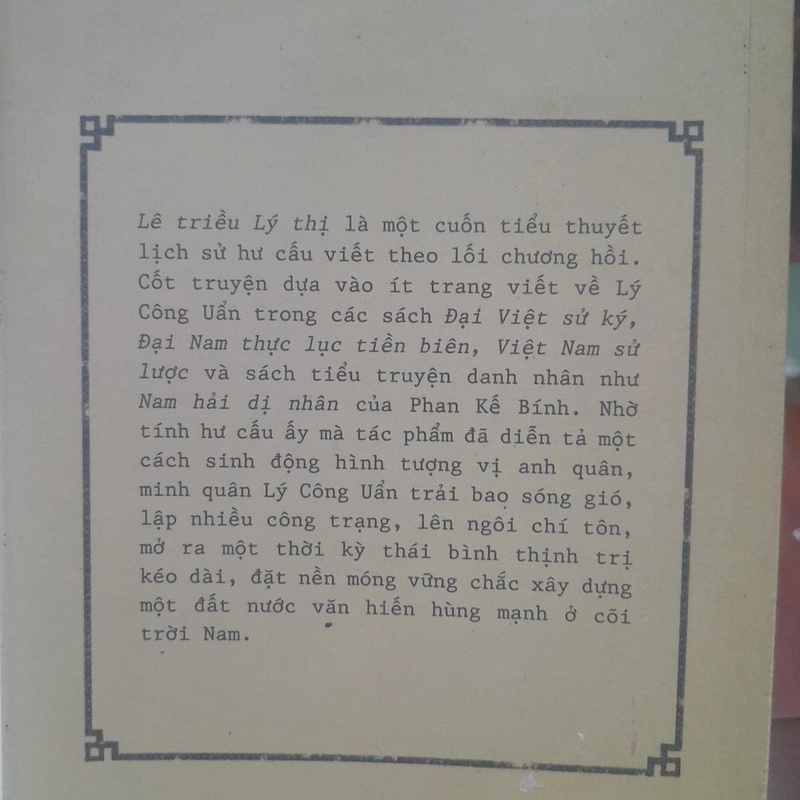 Lê triều Lý thị là một cuốn tiểu thuyết
lịch sử hư cấu viết theo lối chương hồi.
Cốt truyện dựa vào ít trang viết về Lý
Công Uẩn trong các sách Đại Việt sử ký,
Đại Nam thực lục tiền biên, Việt Nam sử
lược và sách tiểu truyện danh nhân như
Nam hải dị nhân của Phan Kế Bính. Nhờ
tính hư cấu ấy mà tác phẩm đã diễn tả một
cách sinh động hình tượng vị anh quân,
minh quân Lý Công Uẩn trải bao sóng gió,
lập nhiều công trạng, lên ngôi chí tôn,
mở ra một thời kỳ thái bình thịnh trị
kéo dài, đặt nền móng vững chắc xây dựng
một đất nước văn hiến hùng mạnh ở cõi
trời Nam.